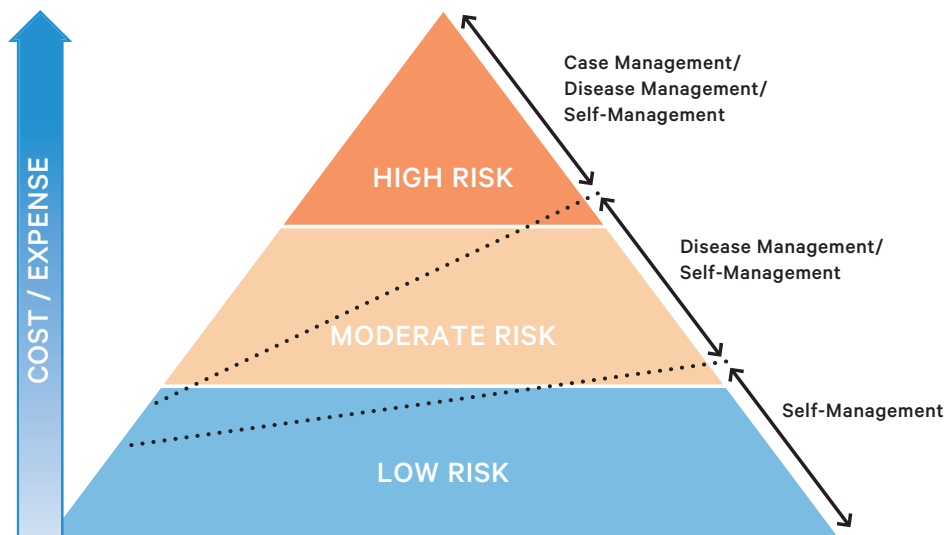 COST / EXPENSE
HIGH RISK
MODERATE RISK
LOW RISK
Case Management/
Disease Management/
Self-Management
Disease Management/
Self-Management
Self-Management